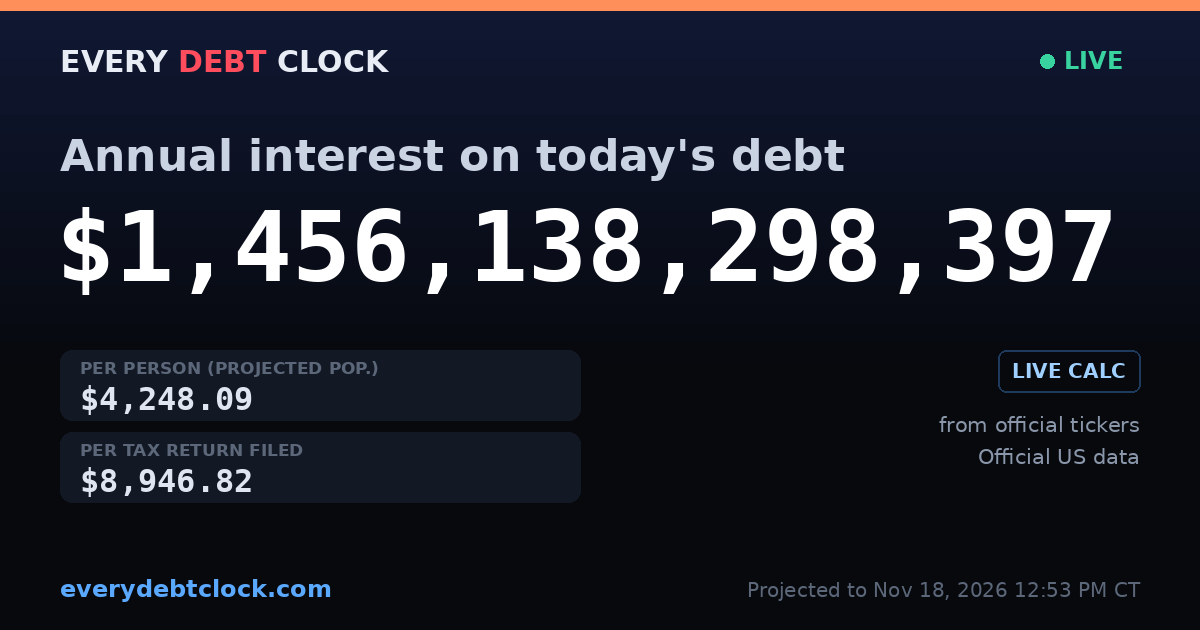 EVERY DEBT CLOCK
LIVE
Annual interest on today's debt
$1,456,138,298,397
PER PERSON (PROJECTED POP.)
$4,248.09
PER TAX RETURN FILED
$8,946.82
LIVE CALC
from official tickers
Official US data
everydebtclock.com
Projected to Nov 18, 2026 12:53 PM CT